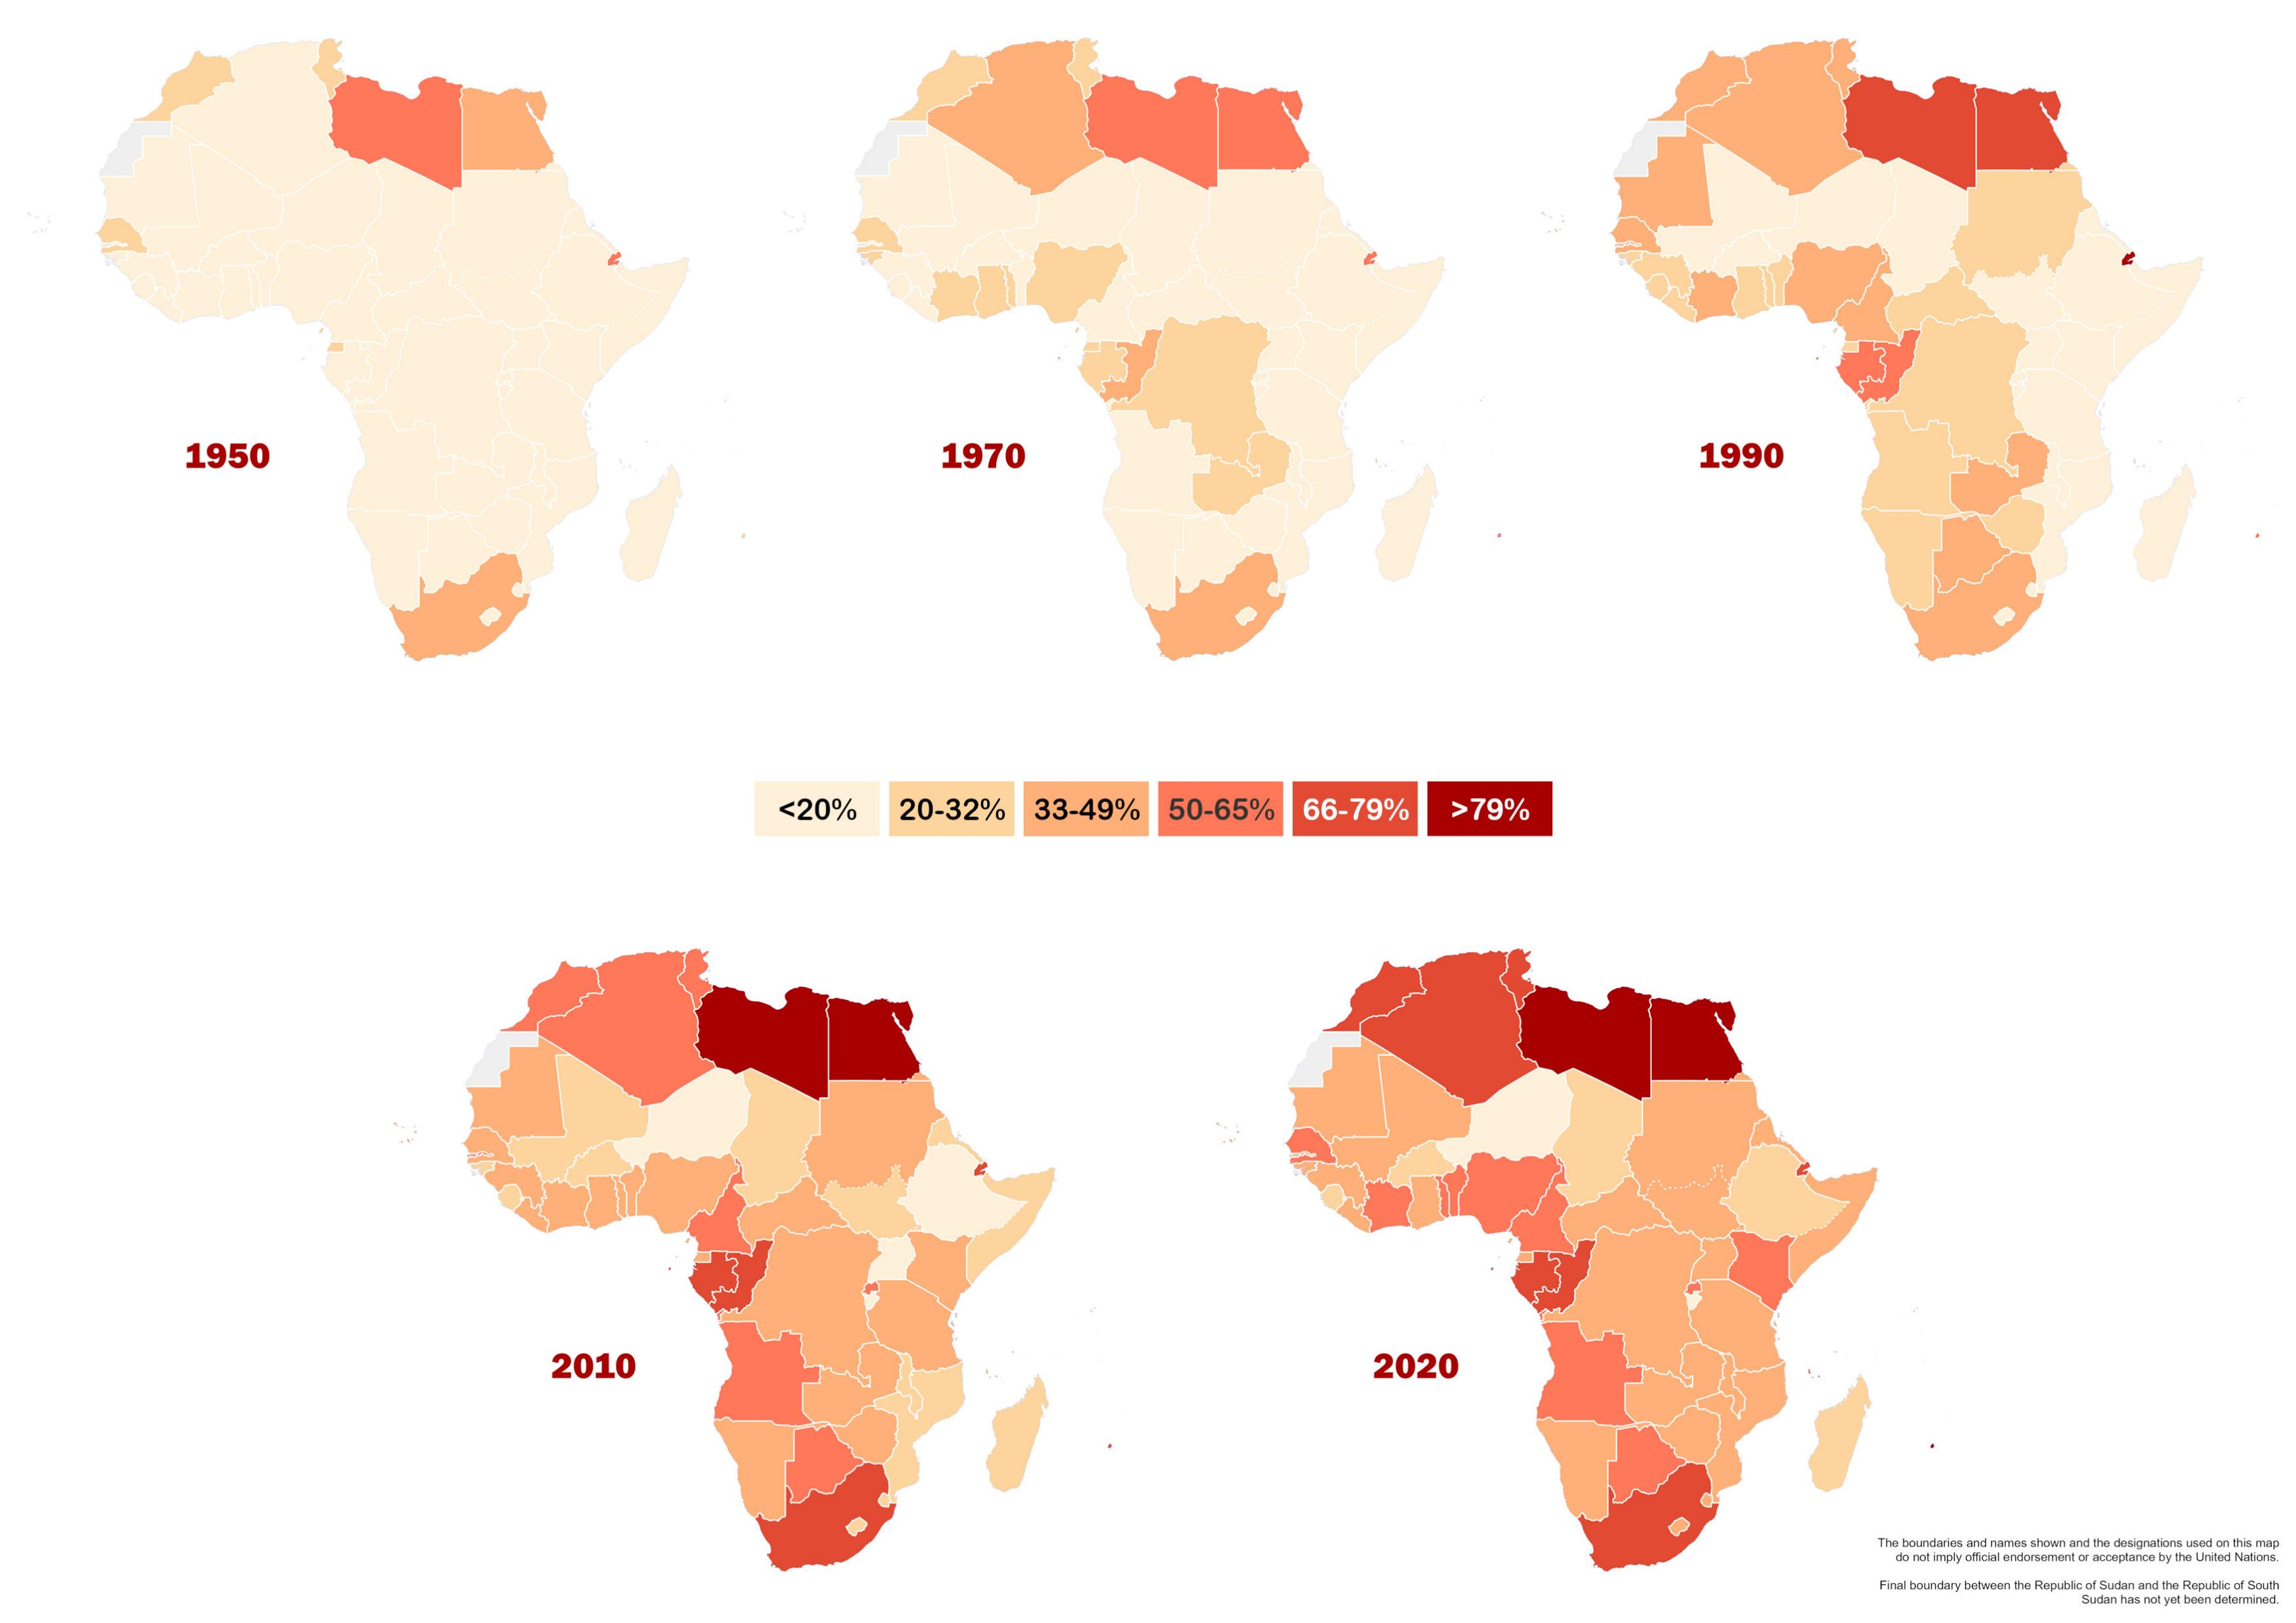 1950
1970
1990
<20%
20-32%
33-49%
50-65%
66-79%
>79%
2010
2020
The boundaries and names shown and the designations used on this map
do not imply official endorsement or acceptance by the United Nations.
Final boundary between the Republic of Sudan and the Republic of South
Sudan has not yet been determined.